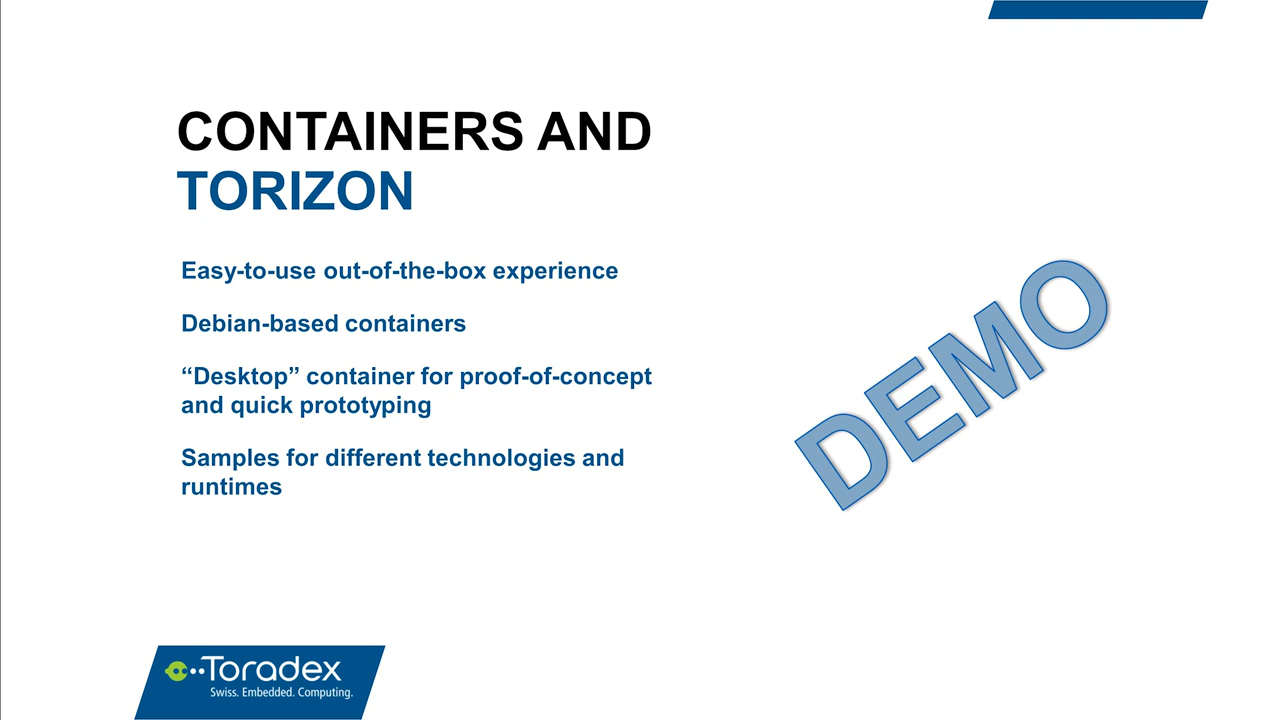 CONTAINERS AND
TORIZON
Easy-to-use out-of-the-box experience
Debian-based containers
“Desktop” container for proof-of-concept
and quick prototyping
Samples for different technologies and
runtimes
DEMO
Toradex
Swiss. Embedded. Computing.